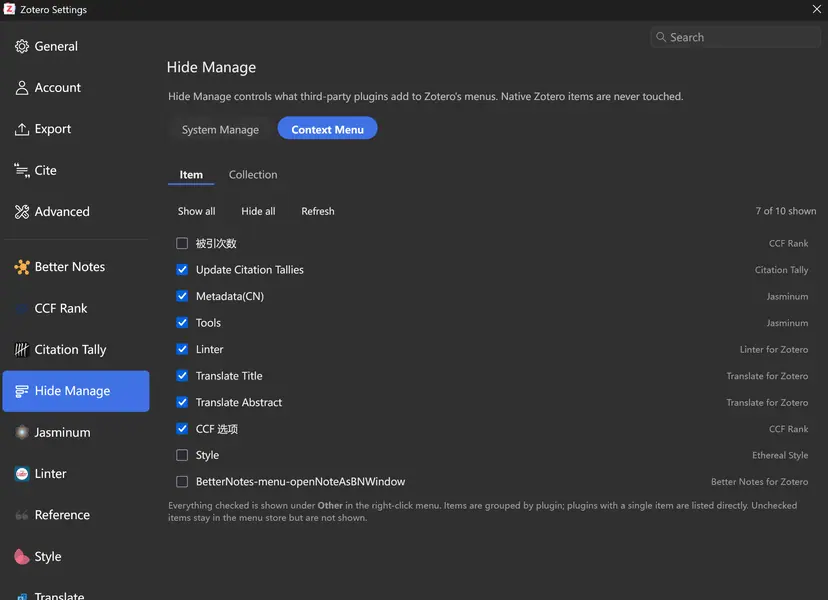 Zotero Settings
General
Account
Export
Cite
Advanced
Better Notes
CCF Rank
Citation Tally
Hide Manage
Jasminum
Linter
Reference
Style
Translate
Search
Hide Manage
Hide Manage controls what third-party plugins add to Zotero's menus. Native Zotero items are never touched.
System Manage Context Menu
Item Collection
Show all Hide all Refresh 7 of 10 shown
被引次数 CCF Rank
Update Citation Tallies Citation Tally
Metadata(CN) Jasminum
Tools Jasminum
Linter Linter for Zotero
Translate Title Translate for Zotero
Translate Abstract Translate for Zotero
CCF 选项 CCF Rank
Style Ethereal Style
BetterNotes-menu-openNoteAsBNWindow Better Notes for Zotero
Everything checked is shown under Other in the right-click menu. Items are grouped by plugin; plugins with a single item are listed directly. Unchecked
items stay in the menu store but are not shown.